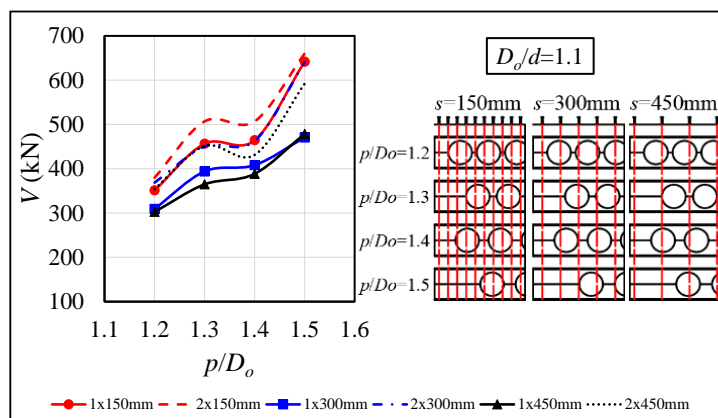 700
600
500
400
300
200
100
V (kN)
1.1 1.2 1.3 1.4 1.5 1.6
p/Dₒ
Dₒ/d=1.1
s=150mm s=300mm s=450mm
p/Do=1.2
p/Do=1.3
p/Do=1.4
p/Do=1.5
1x150mm 2x150mm 1x300mm 2x300mm 1x450mm 2x450mm